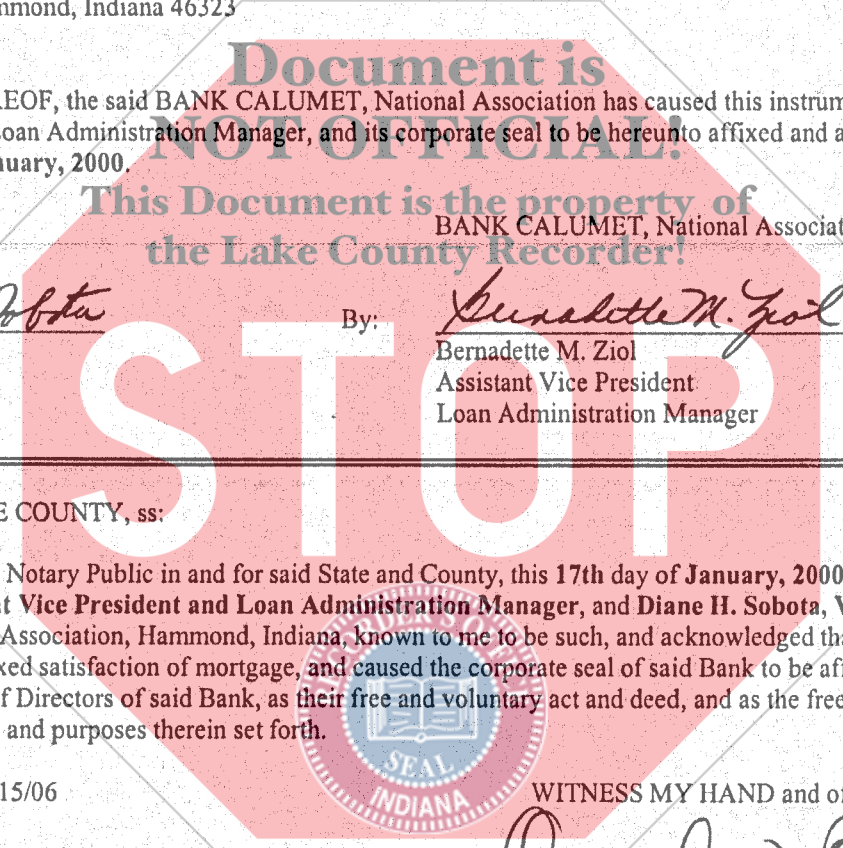 mmond, Indiana 46323
Document is
REOF, the said BANK CALUMET, National Association has caused this instrum
Loan Administration Manager, and its corporate seal to be hereunto affixed and a
NOT OFFICIAL!
nuary, 2000.
This Document is the property of
BANK CALUMET, National Associat
the Lake County Recorder!
Sobota
By:
Bernadette M. Ziol
STOP
Bernadette M. Ziol
Assistant Vice President
Loan Administration Manager
E COUNTY, ss:
Notary Public in and for said State and County, this 17th day of January, 2000
t Vice President and Loan Administration Manager, and Diane H. Sobota, V
Association, Hammond, Indiana, known to me to be such, and acknowledged tha
xed satisfaction of mortgage, and caused the corporate seal of said Bank to be aff
f Directors of said Bank, as their free and voluntary act and deed, and as the free
and purposes therein set forth.
SEAL
INDIANA
15/06
WITNESS MY HAND and of